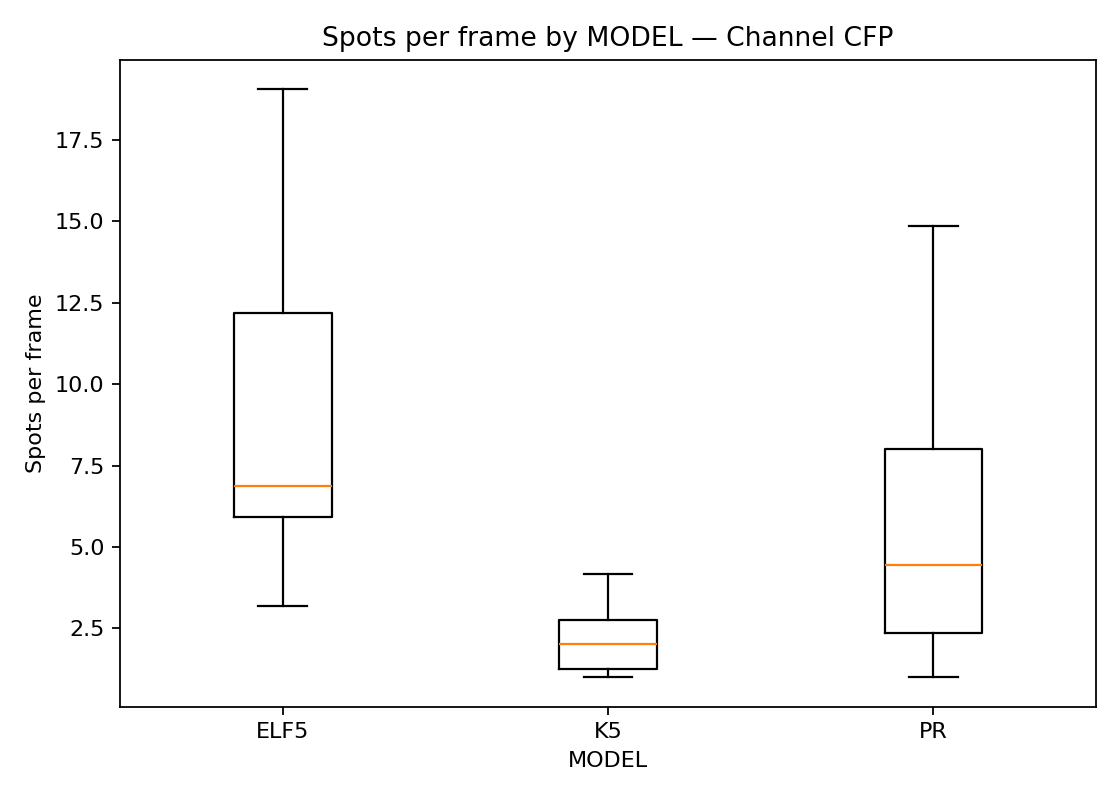 Spots per frame by MODEL — Channel CFP
Spots per frame
17.5
15.0
12.5
10.0
7.5
5.0
2.5
ELF5
K5
PR
MODEL